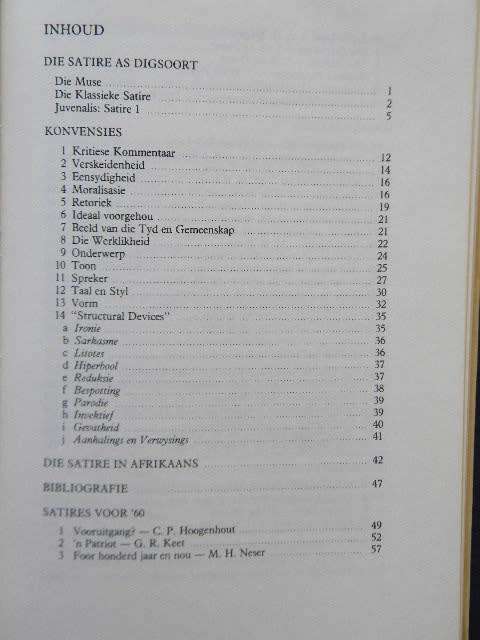 INHOUD
DIE SATIRE AS DIGSOORT
Die Muse 1
Die Klassieke Satire 2
Juvenalis: Satire 1 5
KONVENSIES
1 Kritiese Kommentaar 12
2 Verskeidenheid 14
3 Eensydigheid 16
4 Moralisasie 16
5 Retoriek 19
6 Ideaal voorgehou 21
7 Beeld van die Tyd en Gemeenskap 21
8 Die Werklikheid 22
9 Onderwerp 24
10 Toon 25
11 Spreker 27
12 Taal en Styl 30
13 Vorm 32
14 "Structural Devices" 35
a Ironie 35
b Sarkasme 36
c Litotes 36
d Hiperbool 37
e Reduksie 37
f Bespotting 38
g Parodie 39
h Invektief 39
i Gevatheid 40
j Aanhalings en Verwysings 41
DIE SATIRE IN AFRIKAANS 42
BIBLIOGRAFIE 47
SATIRES VOOR '60
1 Vooruitgang? — C. P. Hoogenhout 49
2 'n Patriot — G. R. Keet 52
3 Foor honderd jaar en nou — M. H. Neser 57